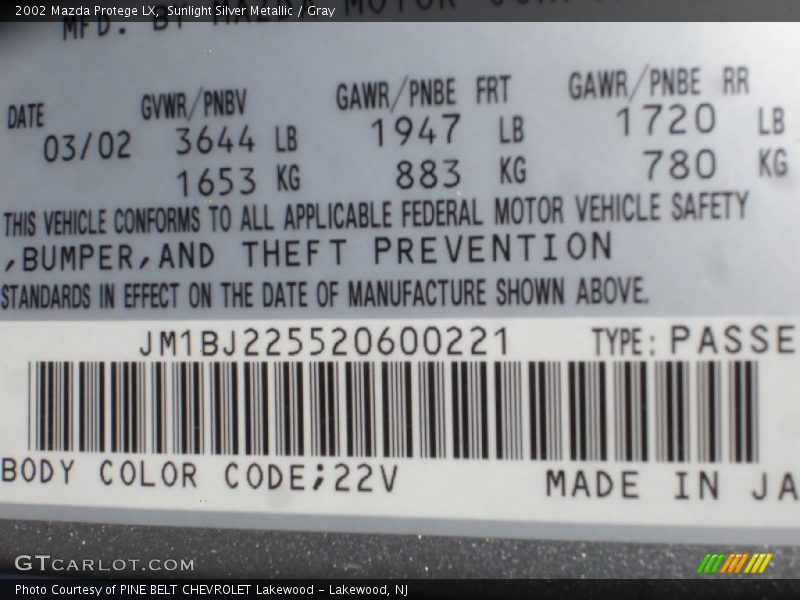 2002 Mazda Protege LX, Sunlight Silver Metallic / Gray
MFD. BY MAZDA MOTOR
DATE GVWR/PNBV GAWR/PNBE FRT GAWR/PNBE RR
03/02 3644 LB 1947 LB 1720 LB
1653 KG 883 KG 780 KG
THIS VEHICLE CONFORMS TO ALL APPLICABLE FEDERAL MOTOR VEHICLE SAFETY
,BUMPER,AND THEFT PREVENTION
STANDARDS IN EFFECT ON THE DATE OF MANUFACTURE SHOWN ABOVE.
JM1BJ225520600221 TYPE: PASSE
BODY COLOR CODE;22V MADE IN JA
GTCARLOT.COM
Photo Courtesy of PINE BELT CHEVROLET Lakewood - Lakewood, NJ